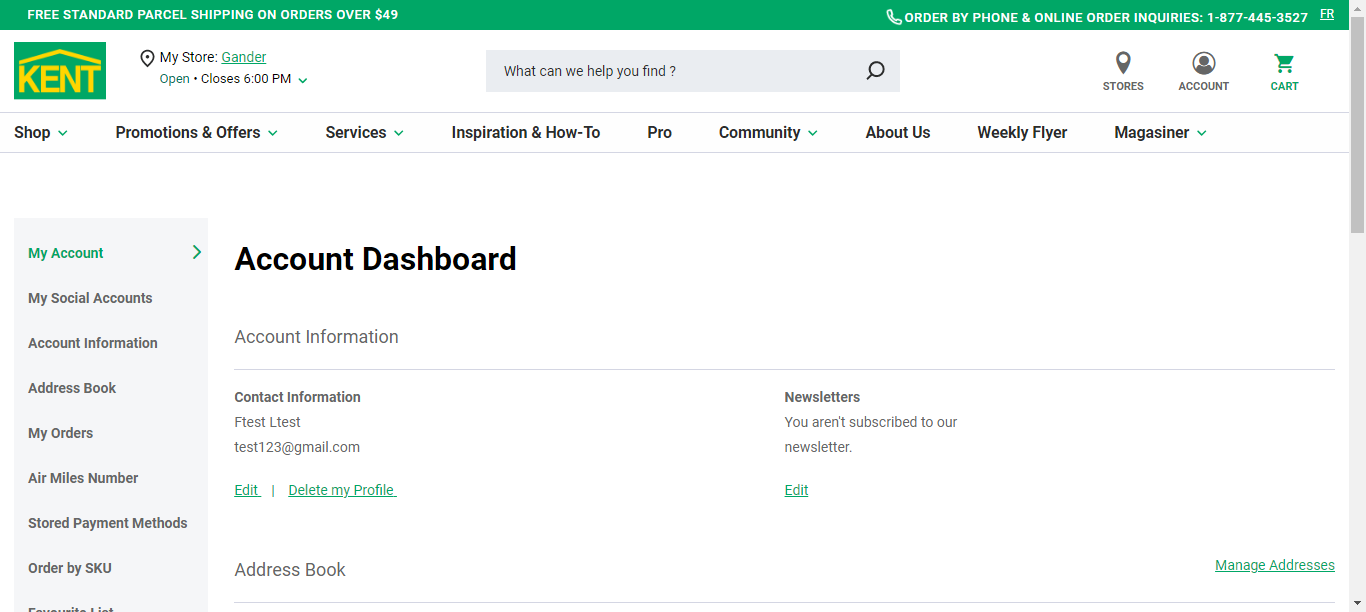 FREE STANDARD PARCEL SHIPPING ON ORDERS OVER $49
ORDER BY PHONE & ONLINE ORDER INQUIRIES: 1-877-445-3527
FR
KENT
My Store: Gander
Open • Closes 6:00 PM
What can we help you find ?
STORES
ACCOUNT
CART
Shop
Promotions & Offers
Services
Inspiration & How-To
Pro
Community
About Us
Weekly Flyer
Magasiner
My Account
My Social Accounts
Account Information
Address Book
My Orders
Air Miles Number
Stored Payment Methods
Order by SKU
Favourite List
Account Dashboard
Account Information
Contact Information
Ftest Ltest
test123@gmail.com
Edit | Delete my Profile
Newsletters
You aren't subscribed to our
newsletter.
Edit
Address Book
Manage Addresses